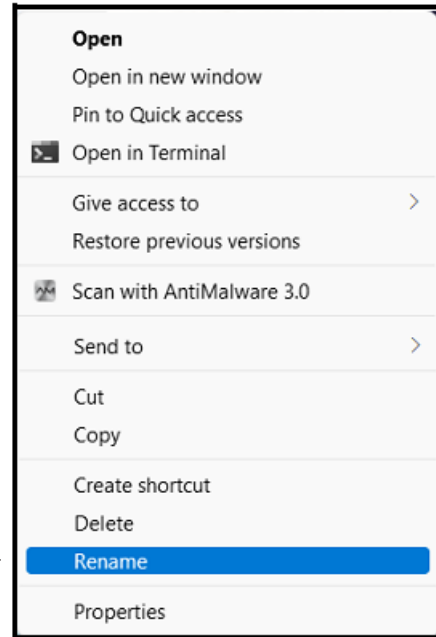 Open
Open in new window
Pin to Quick access
Open in Terminal
Give access to
Restore previous versions
Scan with AntiMalware 3.0
Send to
Cut
Copy
Create shortcut
Delete
Rename
Properties